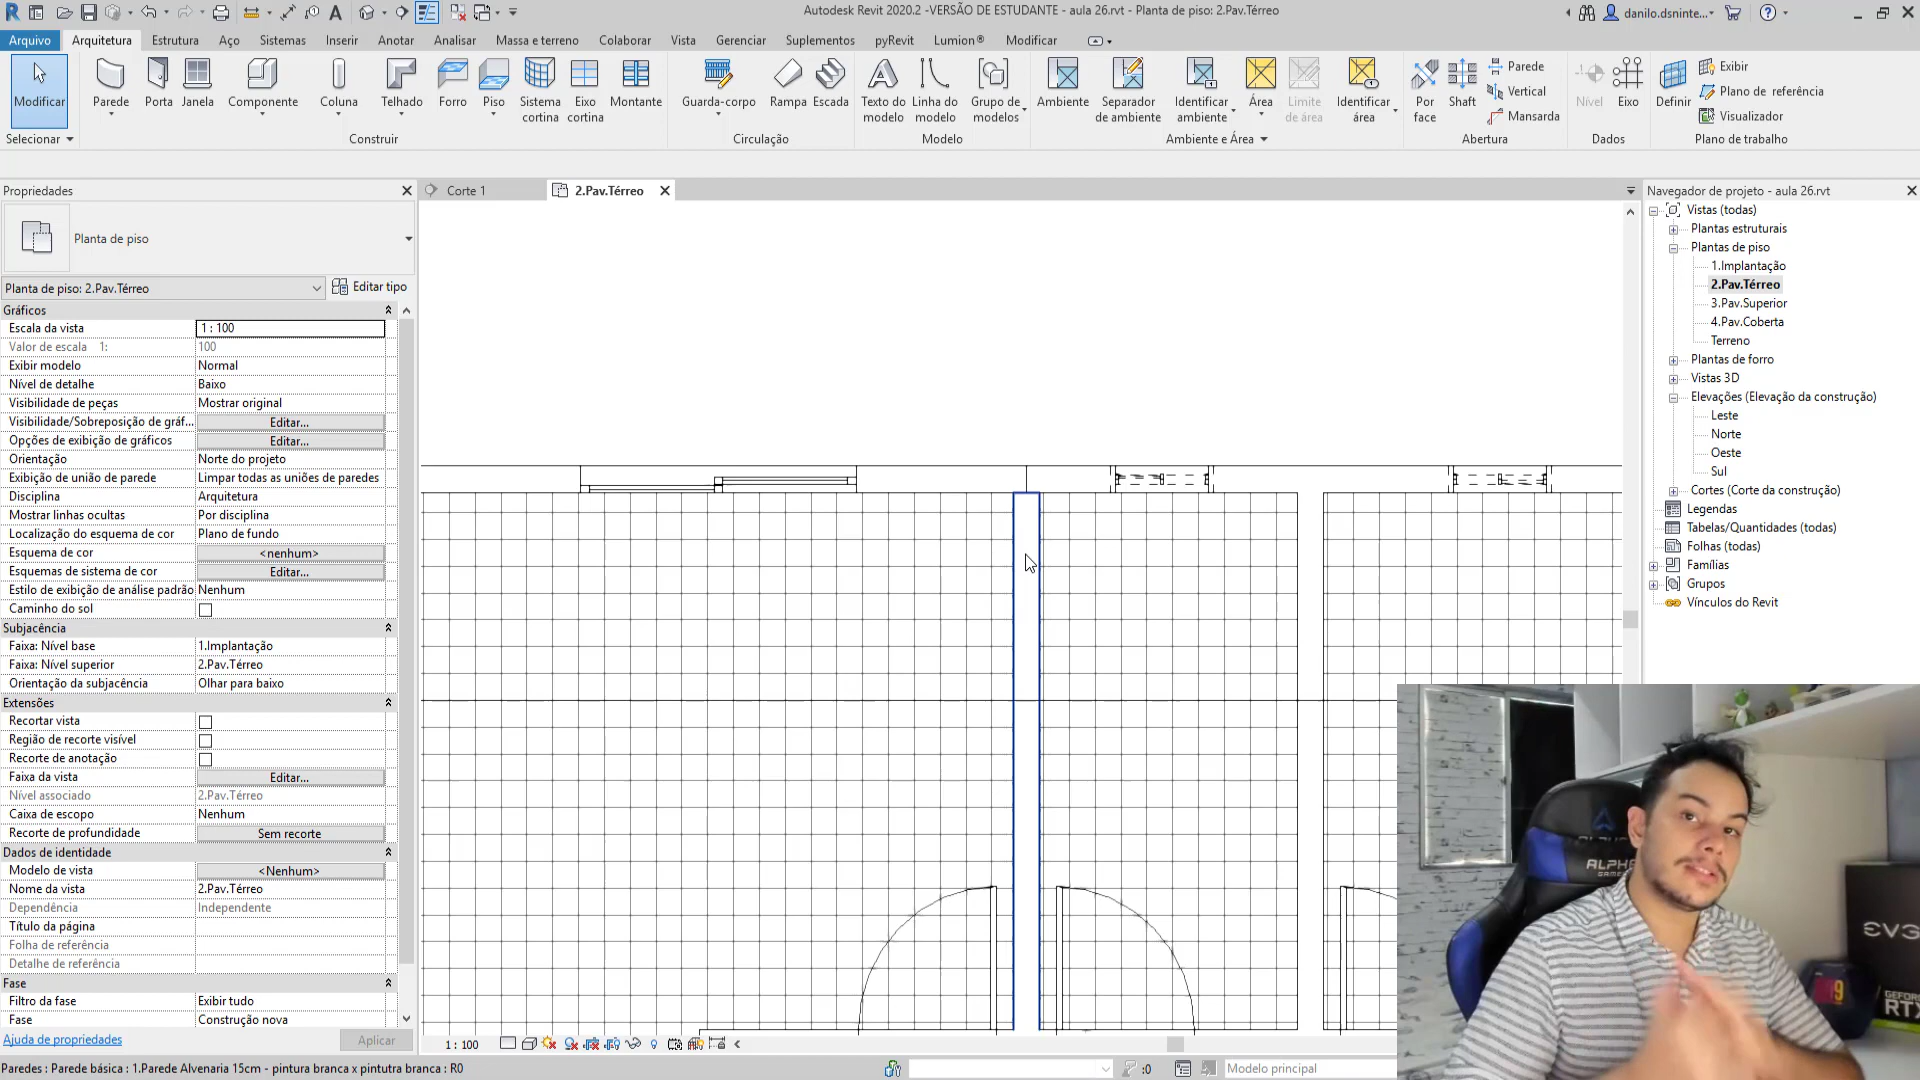 Autodesk Revit 2020.2 -VERSÃO DE ESTUDANTE - aula 26.rvt - Planta de piso: 2.Pav.Térreo
danilo.dsninte...
Arquivo Arquitetura Estrutura Aço Sistemas Inserir Anotar Analisar Massa e terreno Colaborar Vista Gerenciar Suplementos pyRevit Lumion® Modificar
Modificar Parede Porta Janela Componente Coluna Telhado Forro Piso Sistema cortina Eixo cortina Montante Guarda-corpo Rampa Escada Texto do modelo Linha do modelo Grupo de modelos Ambiente Separador de ambiente Identificar ambiente Área Limite de área Identificar área Por face Shaft Parede Vertical Mansarda Nível Eixo Definir Exibir Plano de referência Visualizador
Selecionar Construir Circulação Modelo Ambiente e Área Abertura Dados Plano de trabalho
Propriedades
Corte 1
2.Pav.Térreo
Planta de piso
Planta de piso: 2.Pav.Térreo Editar tipo
Gráficos
Escala da vista 1 : 100
Valor de escala 1: 100
Exibir modelo Normal
Nível de detalhe Baixo
Visibilidade de peças Mostrar original
Visibilidade/Sobreposição de gráf... Editar...
Opções de exibição de gráficos Editar...
Orientação Norte do projeto
Exibição de união de parede Limpar todas as uniões de paredes
Disciplina Arquitetura
Mostrar linhas ocultas Por disciplina
Localização do esquema de cor Plano de fundo
Esquema de cor <nenhum>
Esquemas de sistema de cor Editar...
Estilo de exibição de análise padrão Nenhum
Caminho do sol
Subjacência
Faixa: Nível base 1.Implantação
Faixa: Nível superior 2.Pav.Térreo
Orientação da subjacência Olhar para baixo
Extensões
Recortar vista
Região de recorte visível
Recorte de anotação
Faixa da vista Editar...
Nível associado 2.Pav.Térreo
Caixa de escopo Nenhum
Recorte de profundidade Sem recorte
Dados de identidade
Modelo de vista <Nenhum>
Nome da vista 2.Pav.Térreo
Dependência Independente
Título da página
Folha de referência
Detalhe de referência
Fase
Filtro da fase Exibir tudo
Fase Construção nova
Ajuda de propriedades Aplicar
1 : 100
Paredes : Parede básica : 1.Parede Alvenaria 15cm - pintura branca x pintutra branca : R0
:0
Modelo principal
Navegador de projeto - aula 26.rvt
Vistas (todas)
Plantas estruturais
Plantas de piso
1.Implantação
2.Pav.Térreo
3.Pav.Superior
4.Pav.Coberta
Terreno
Plantas de forro
Vistas 3D
Elevações (Elevação da construção)
Leste
Norte
Oeste
Sul
Cortes (Corte da construção)
Legendas
Tabelas/Quantidades (todas)
Folhas (todas)
Famílias
Grupos
Vínculos do Revit